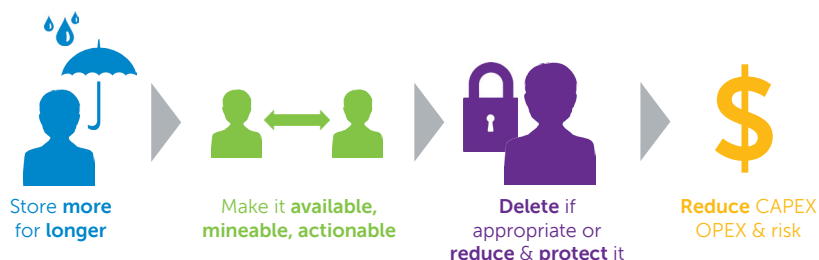 Store more
for longer
Make it available,
mineable, actionable
Delete if
appropriate or
reduce & protect it
$
Reduce CAPEX
OPEX & risk